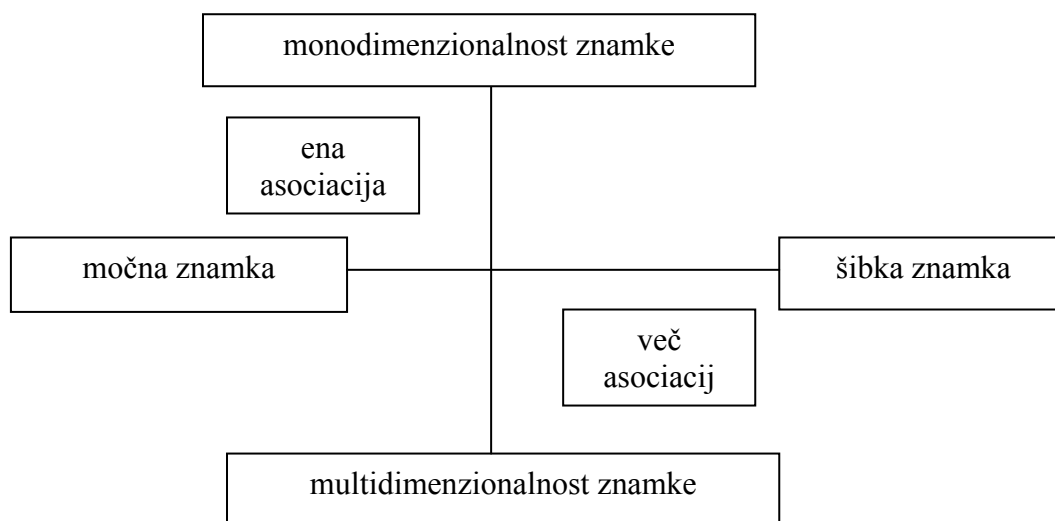 monodimenzionalnost znamke
ena
asociacija
močna znamka
šibka znamka
več
asociacij
multidimenzionalnost znamke